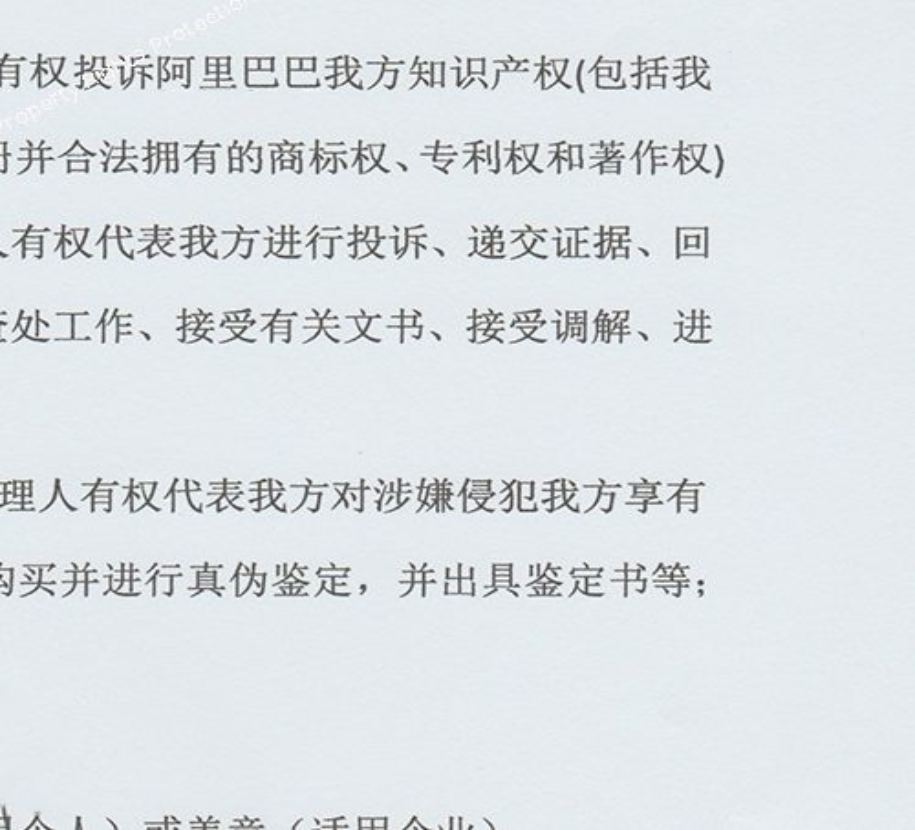 有权投诉阿里巴巴我方知识产权(包括我
并合法拥有的商标权、专利权和著作权)
有权代表我方进行投诉、递交证据、回
处工作、接受有关文书、接受调解、进
理人有权代表我方对涉嫌侵犯我方享有
购买并进行真伪鉴定，并出具鉴定书等；
个人）或盖章（适用企业）